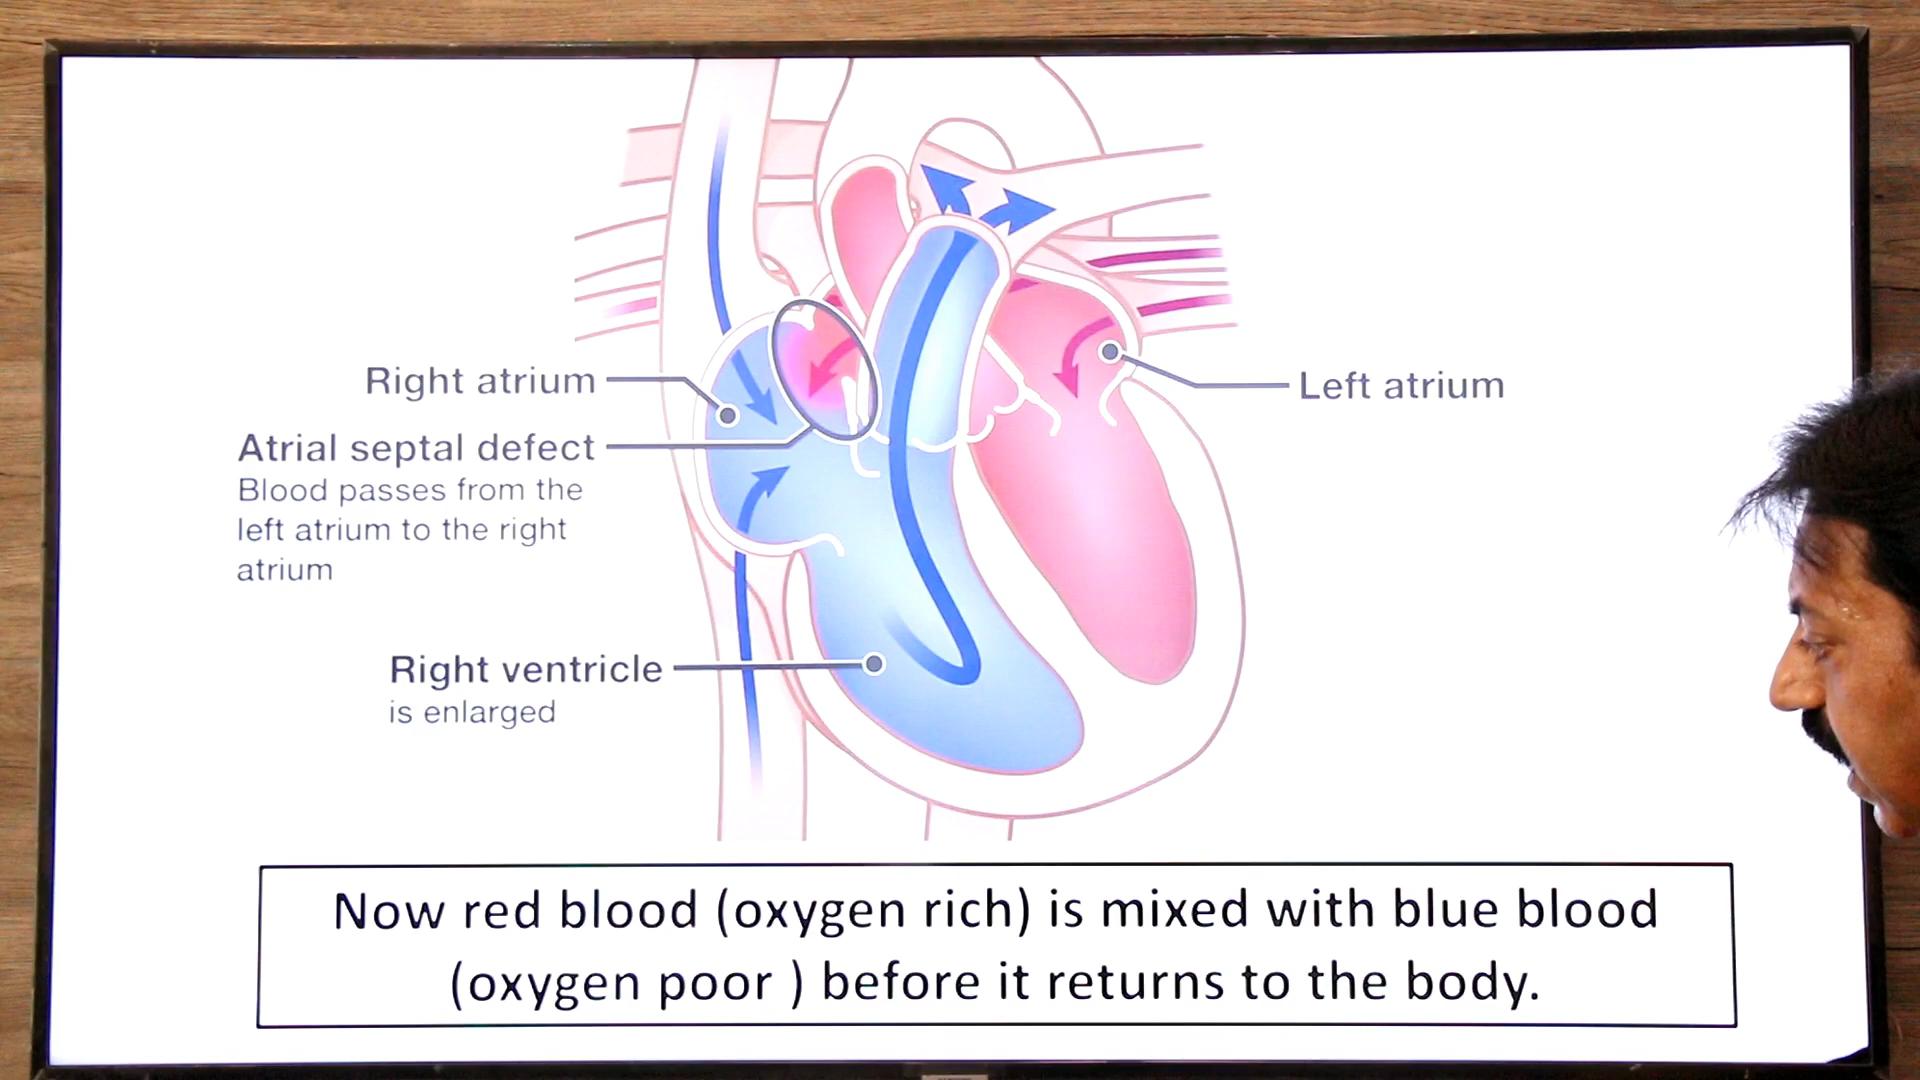 Right atrium
Left atrium
Atrial septal defect
Blood passes from the
left atrium to the right
atrium
Right ventricle
is enlarged
Now red blood (oxygen rich) is mixed with blue blood
(oxygen poor ) before it returns to the body.